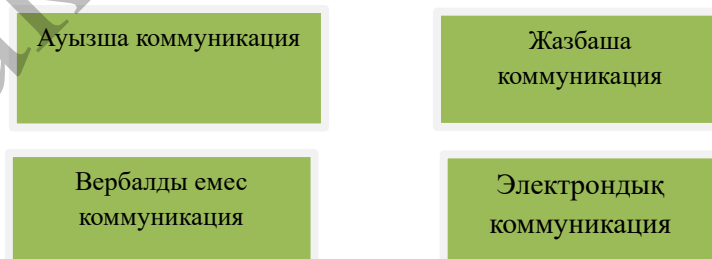 Ауызша коммуникация
Жазбаша
коммуникация
Вербалды емес
коммуникация
Электрондық
коммуникация